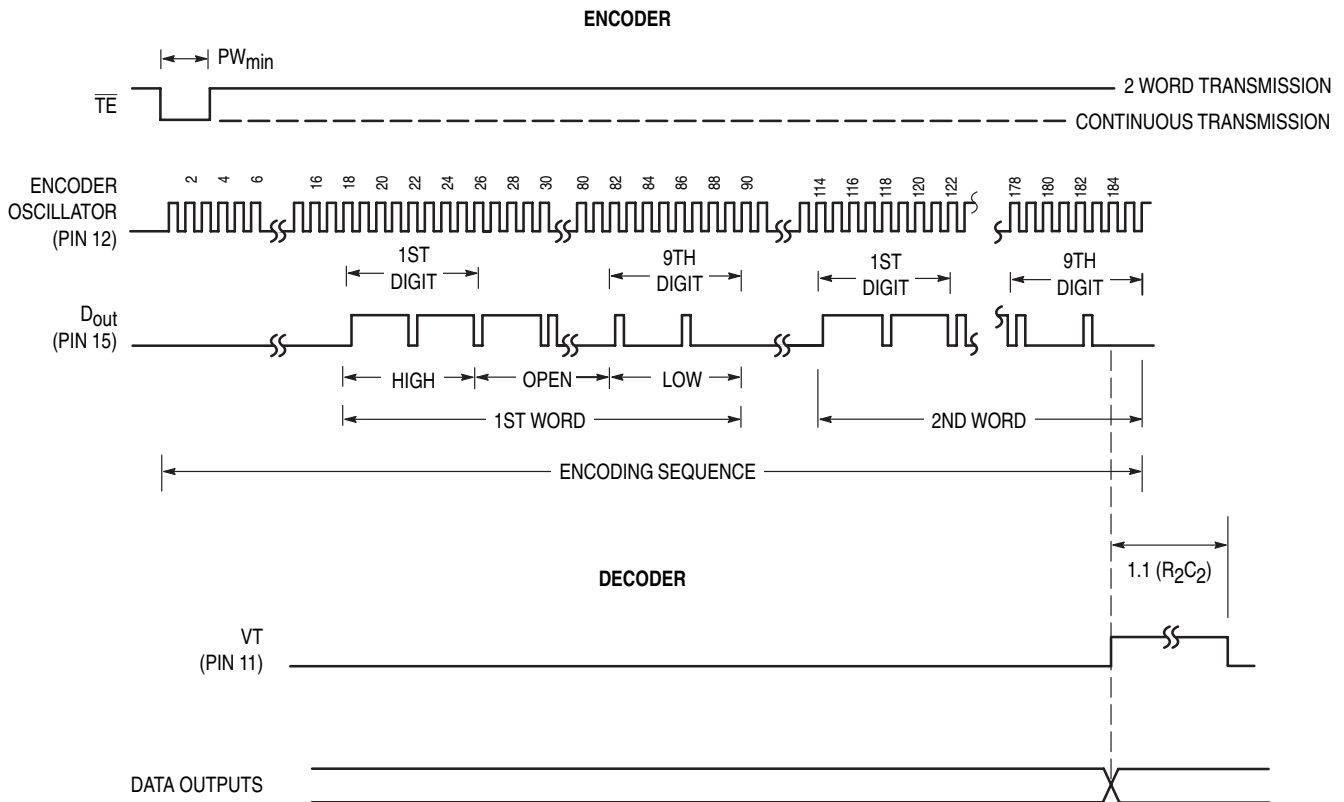 ENCODER
PWmin
TE
2 WORD TRANSMISSION
CONTINUOUS TRANSMISSION
ENCODER
OSCILLATOR
(PIN 12)
2 4 6 16 18 20 22 24 26 28 30 80 82 84 86 88 90 114 116 118 120 122 178 180 182 184
1ST
DIGIT
9TH
DIGIT
1ST
DIGIT
9TH
DIGIT
Dout
(PIN 15)
HIGH OPEN LOW
1ST WORD 2ND WORD
ENCODING SEQUENCE
1.1 (R2C2)
DECODER
VT
(PIN 11)
DATA OUTPUTS